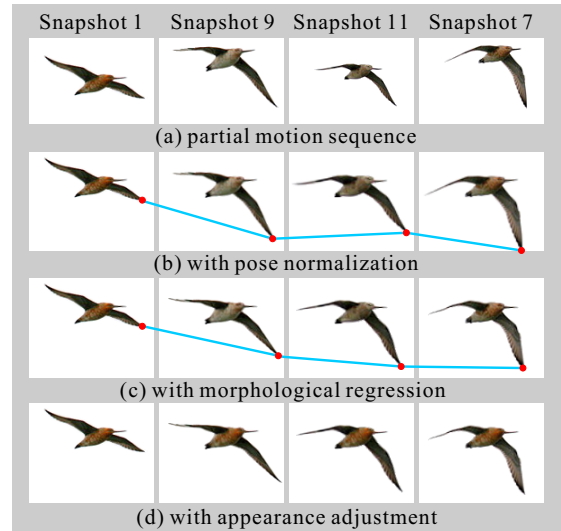 Snapshot 1 Snapshot 9 Snapshot 11 Snapshot 7
(a) partial motion sequence
(b) with pose normalization
(c) with morphological regression
(d) with appearance adjustment